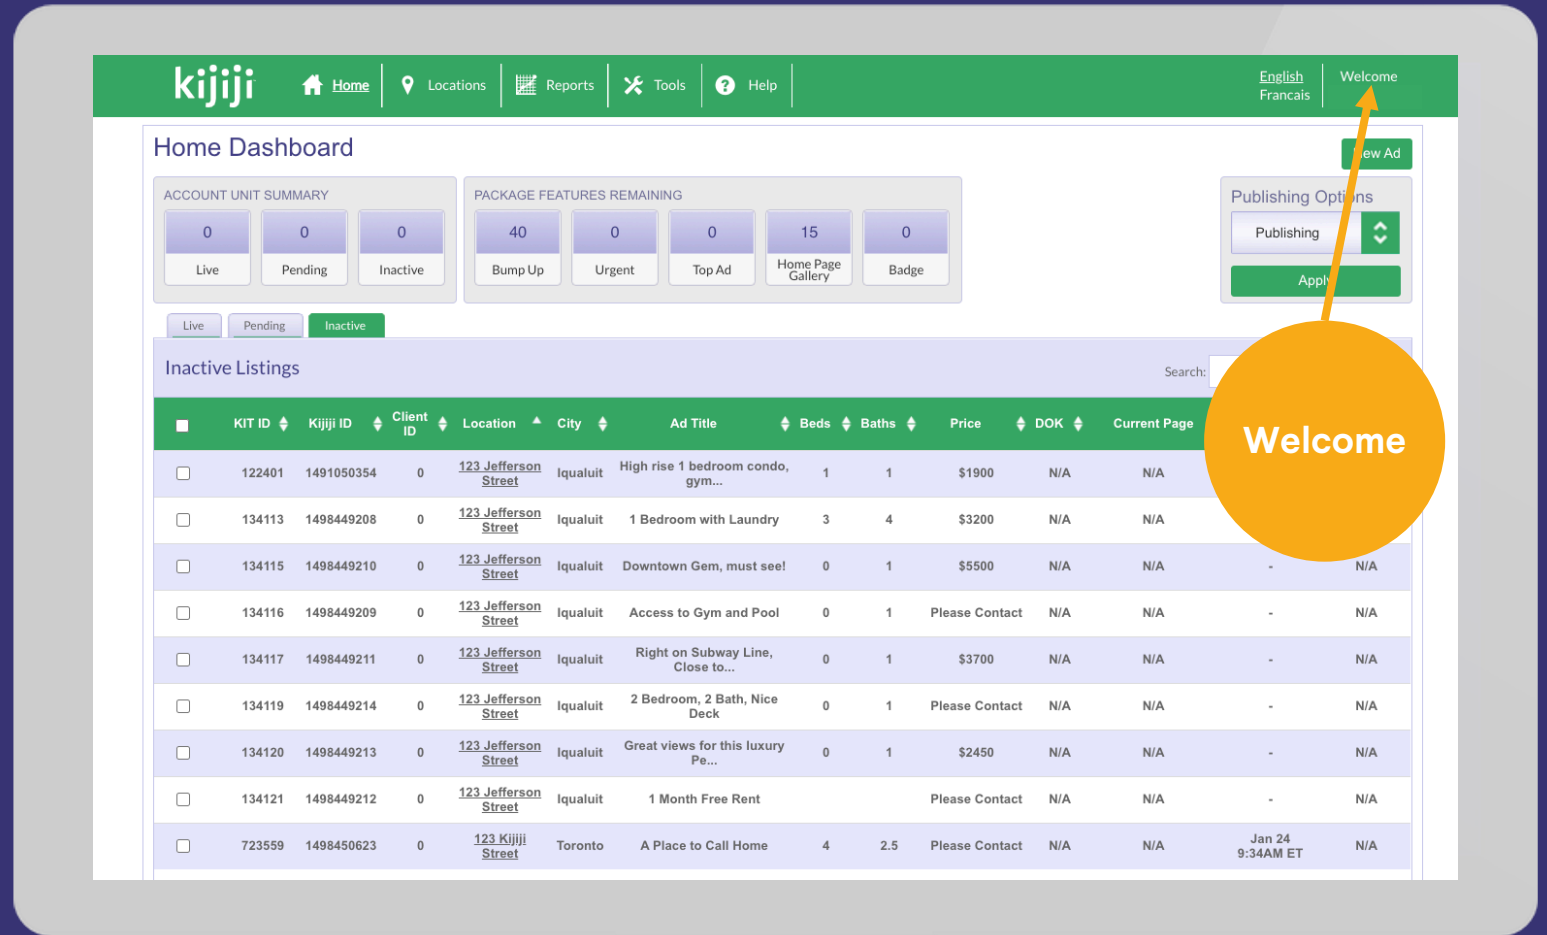 kijiji
Home
Locations
Reports
Tools
Help
English
Francais
Welcome
Home Dashboard
ew Ad
ACCOUNT UNIT SUMMARY
0 0 0
Live Pending Inactive
PACKAGE FEATURES REMAINING
40 0 0 15 0
Bump Up Urgent Top Ad Home Page Badge
Gallery
Publishing Options
Publishing
Apply
Live Pending Inactive
Inactive Listings
Search:
KIT ID Kijiji ID Client ID Location City Ad Title Beds Baths Price DOK Current Page
122401 1491050354 0 123 Jefferson Street Iqualuit High rise 1 bedroom condo, gym... 1 1 $1900 N/A N/A
134113 1498449208 0 123 Jefferson Street Iqualuit 1 Bedroom with Laundry 3 4 $3200 N/A N/A
134115 1498449210 0 123 Jefferson Street Iqualuit Downtown Gem, must see! 0 1 $5500 N/A N/A - N/A
134116 1498449209 0 123 Jefferson Street Iqualuit Access to Gym and Pool 0 1 Please Contact N/A N/A - N/A
134117 1498449211 0 123 Jefferson Street Iqualuit Right on Subway Line, Close to... 0 1 $3700 N/A N/A - N/A
134119 1498449214 0 123 Jefferson Street Iqualuit 2 Bedroom, 2 Bath, Nice Deck 0 1 Please Contact N/A N/A - N/A
134120 1498449213 0 123 Jefferson Street Iqualuit Great views for this luxury Pe... 0 1 $2450 N/A N/A - N/A
134121 1498449212 0 123 Jefferson Street Iqualuit 1 Month Free Rent Please Contact N/A N/A - N/A
723559 1498450623 0 123 Kijiji Street Toronto A Place to Call Home 4 2.5 Please Contact N/A N/A Jan 24 9:34AM ET N/A
Welcome